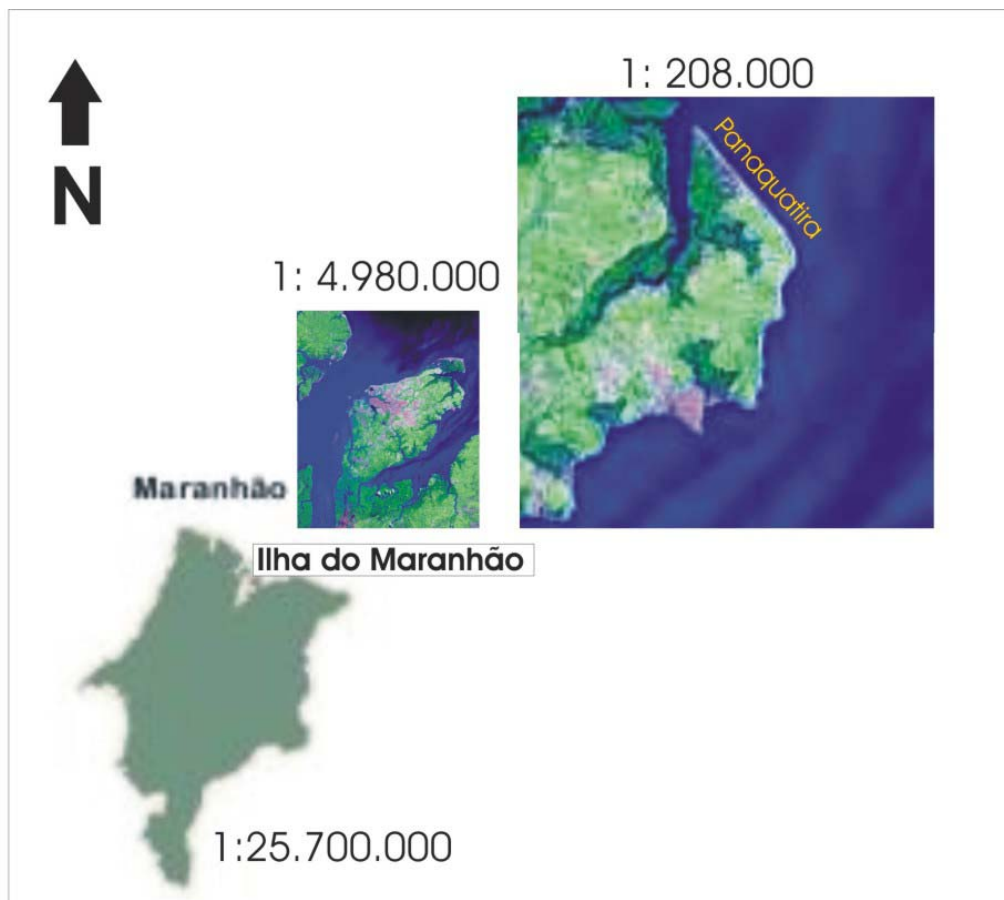 1: 208.000
N
Panaquatira
1: 4.980.000
Maranhão
Ilha do Maranhão
1:25.700.000